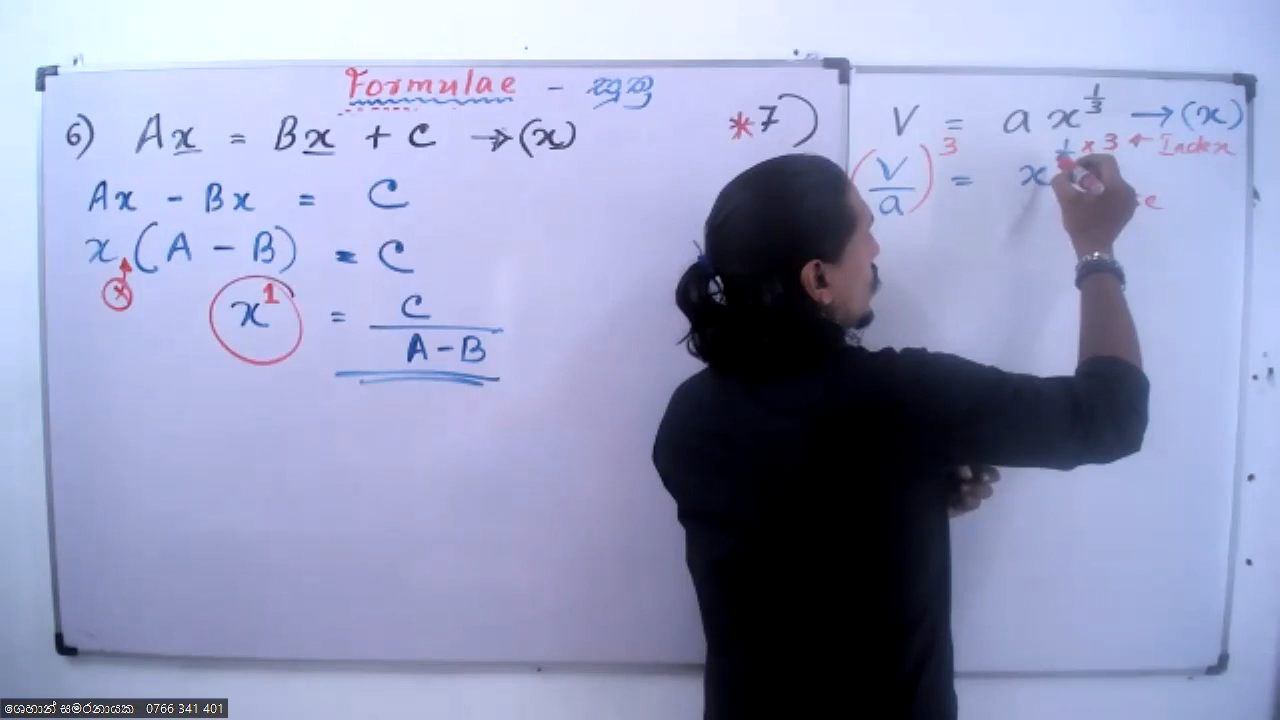 Formulae - සූත්‍ර
6) Ax = Bx + C → (x)
Ax - Bx = C
x (A - B) = C
x
x¹ = C / A - B
*7)
V = a x^1/3 → (x)
(V/a)³ = x × 3 ← Index
0766 341 401